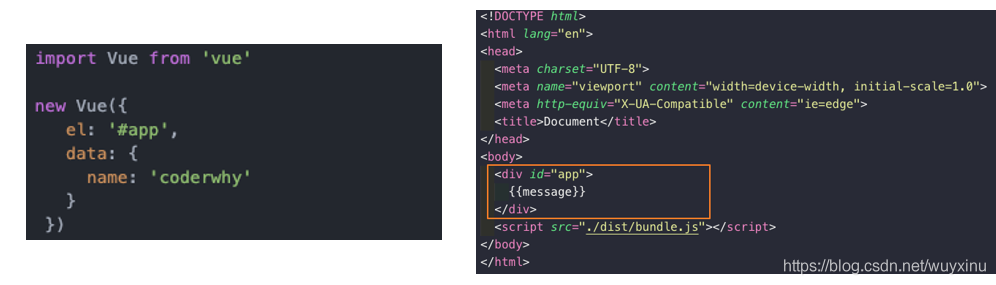 import Vue from 'vue'
new Vue({
el: '#app',
data: {
name: 'coderwhy'
}
})
<!DOCTYPE html>
<html lang="en">
<head>
<meta charset="UTF-8">
<meta name="viewport" content="width=device-width, initial-scale=1.0">
<meta http-equiv="X-UA-Compatible" content="ie=edge">
<title>Document</title>
</head>
<body>
<div id="app">
{{message}}
</div>
<script src="./dist/bundle.js"></script>
</body>
</html>
https://blog.csdn.net/wuyxinu